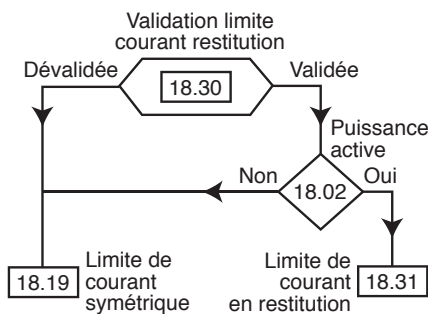 Validation limite
courant restitution
Dévalidée
18.30
Validée
Puissance
active
Non
18.02
Oui
18.19
Limite de
courant
symétrique
Limite de
courant
en restitution
18.31